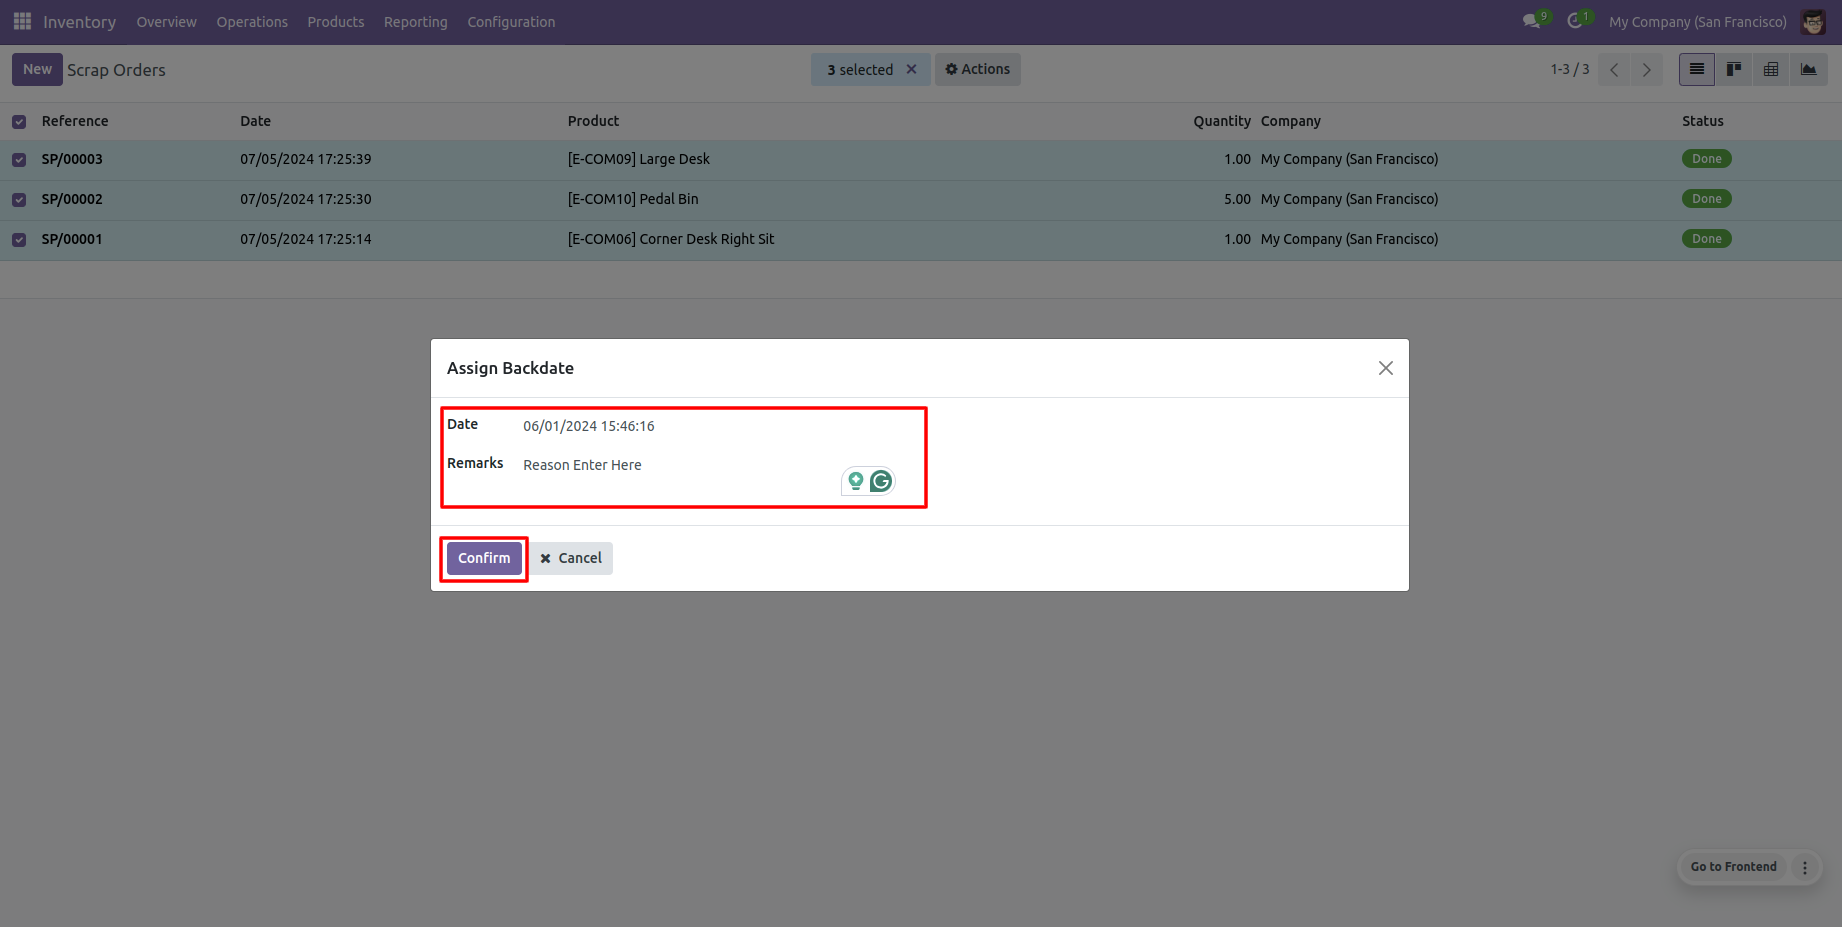 Inventory Overview Operations Products Reporting Configuration 9 1 My Company (San Francisco)
New Scrap Orders 3 selected Actions 1-3 / 3
Reference Date Product Quantity Company Status
SP/00003 07/05/2024 17:25:39 [E-COM09] Large Desk 1.00 My Company (San Francisco) Done
SP/00002 07/05/2024 17:25:30 [E-COM10] Pedal Bin 5.00 My Company (San Francisco) Done
SP/00001 07/05/2024 17:25:14 [E-COM06] Corner Desk Right Sit 1.00 My Company (San Francisco) Done
Assign Backdate
Date 06/01/2024 15:46:16
Remarks Reason Enter Here
Confirm Cancel
Go to Frontend